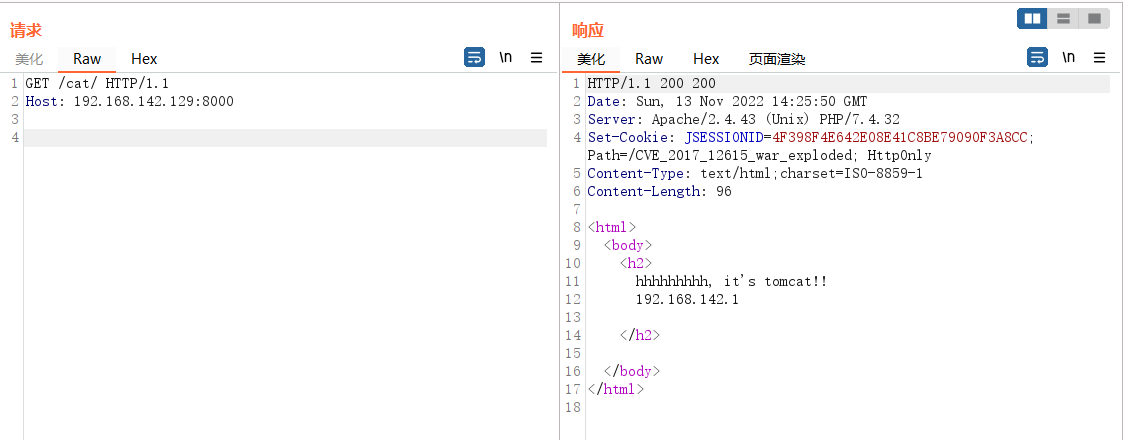 请求
美化 Raw Hex \n
1 GET /cat/ HTTP/1.1
2 Host: 192.168.142.129:8000
3
4
响应
美化 Raw Hex 页面渲染 \n
1 HTTP/1.1 200 200
2 Date: Sun, 13 Nov 2022 14:25:50 GMT
3 Server: Apache/2.4.43 (Unix) PHP/7.4.32
4 Set-Cookie: JSESSIONID=4F398F4E642E08E41C8BE79090F3A8CC;
Path=/CVE_2017_12615_war_exploded; HttpOnly
5 Content-Type: text/html;charset=ISO-8859-1
6 Content-Length: 96
7
8 <html>
9 <body>
10 <h2>
11 hhhhhhhhh, it's tomcat!!
12 192.168.142.1
13
14 </h2>
15
16 </body>
17 </html>
18